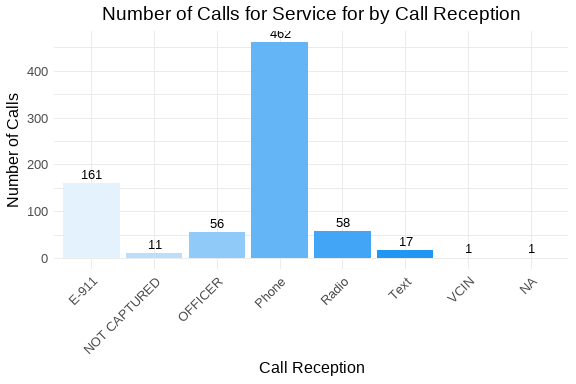 Number of Calls for Service for by Call Reception
Number of Calls
400
300
200
100
0
161
11
56
462
58
17
1
1
E-911
NOT CAPTURED
OFFICER
Phone
Radio
Text
VCIN
NA
Call Reception